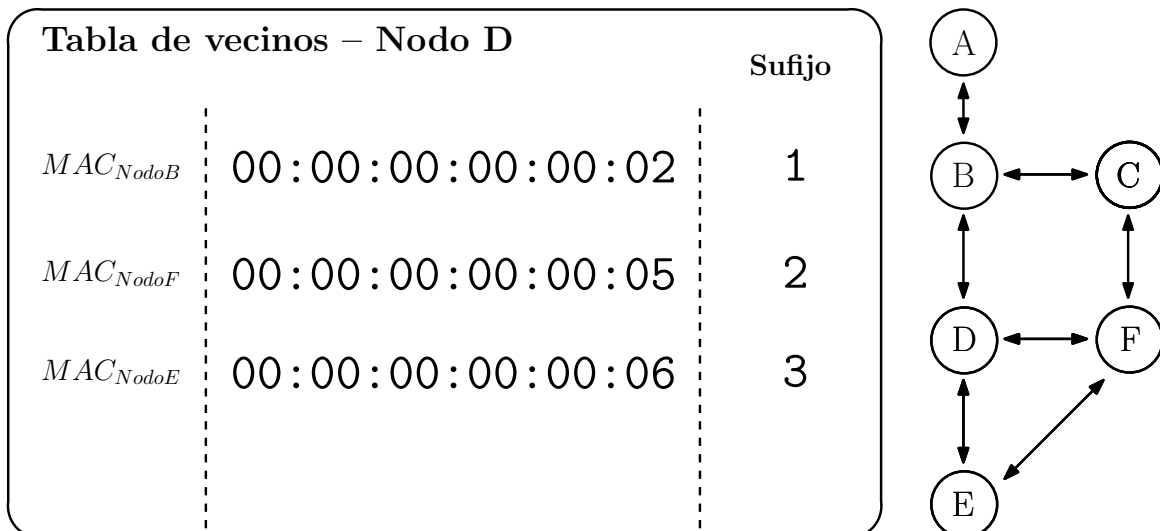 Tabla de vecinos – Nodo D
Sufijo
MAC_NodoB 00:00:00:00:00:02 1
MAC_NodoF 00:00:00:00:00:05 2
MAC_NodoE 00:00:00:00:00:06 3
A
B C
D F
E